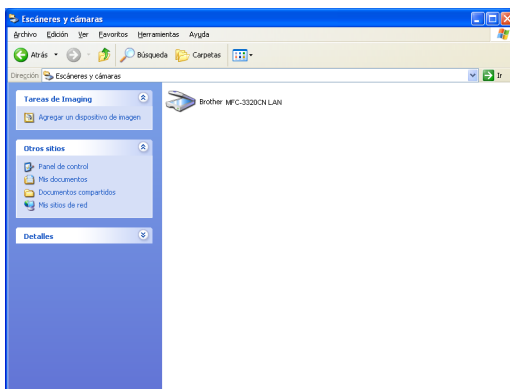 Escáneres y cámaras
Archivo Edición Ver Favoritos Herramientas Ayuda
Atrás Búsqueda Carpetas
Dirección Escáneres y cámaras Ir
Tareas de Imaging
Agregar un dispositivo de imagen
Otros sitios
Panel de control
Mis documentos
Documentos compartidos
Mis sitios de red
Detalles
Brother MFC-3320CN LAN